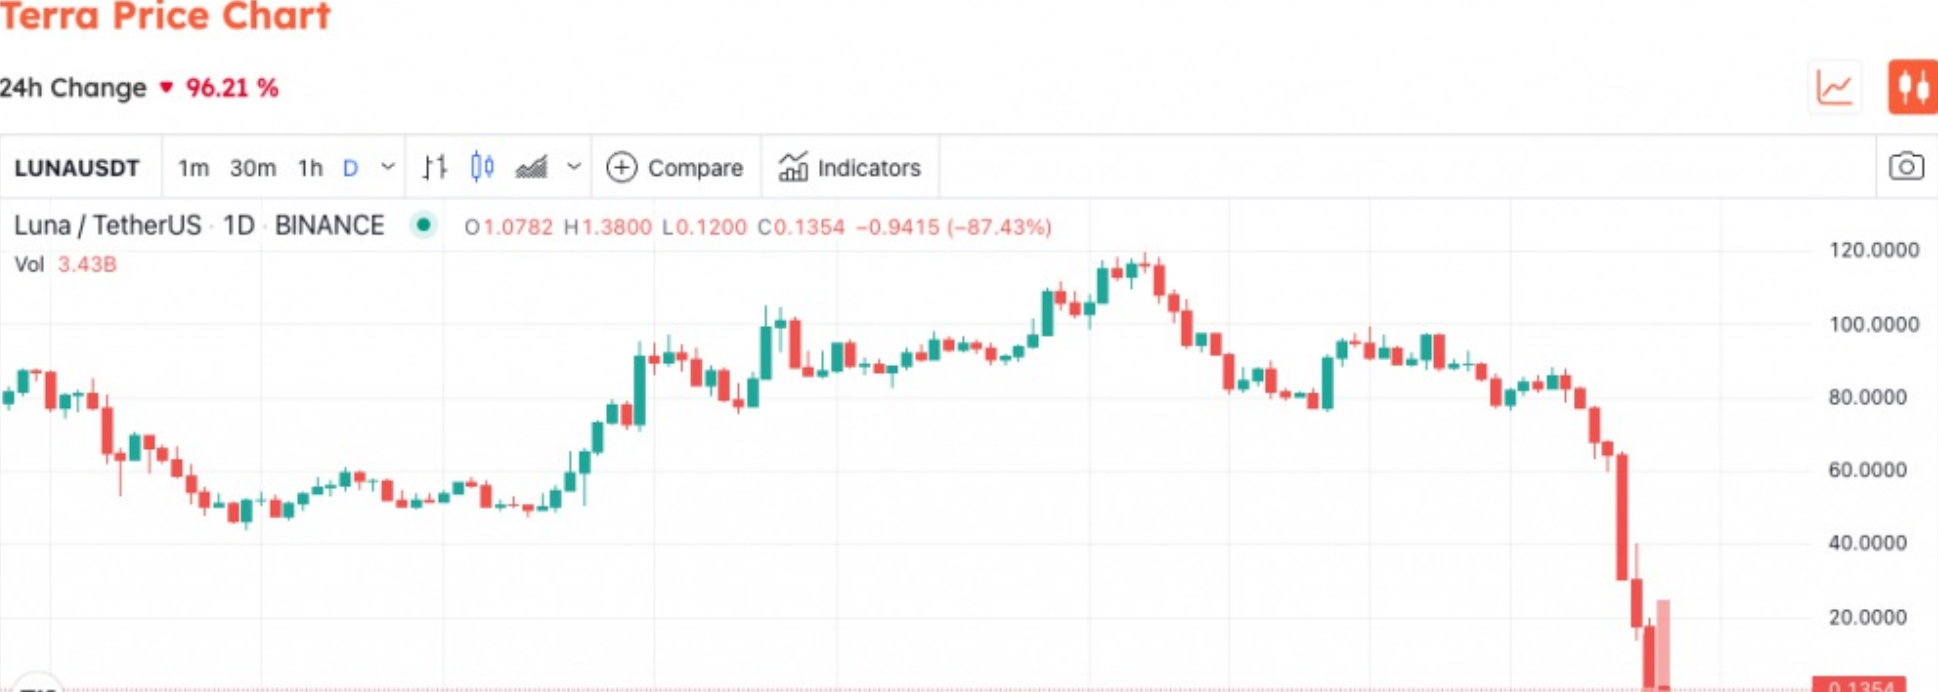 Terra Price Chart
24h Change ▼ 96.21 %
LUNAUSDT 1m 30m 1h D Compare Indicators
Luna / TetherUS · 1D · BINANCE O1.0782 H1.3800 L0.1200 C0.1354 −0.9415 (−87.43%)
Vol 3.43B
120.0000
100.0000
80.0000
60.0000
40.0000
20.0000
0.1354